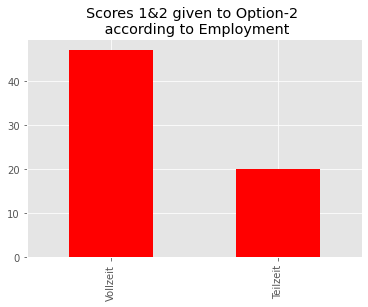 Scores 1&2 given to Option-2
according to Employment
40
30
20
10
0
Vollzeit
Teilzeit